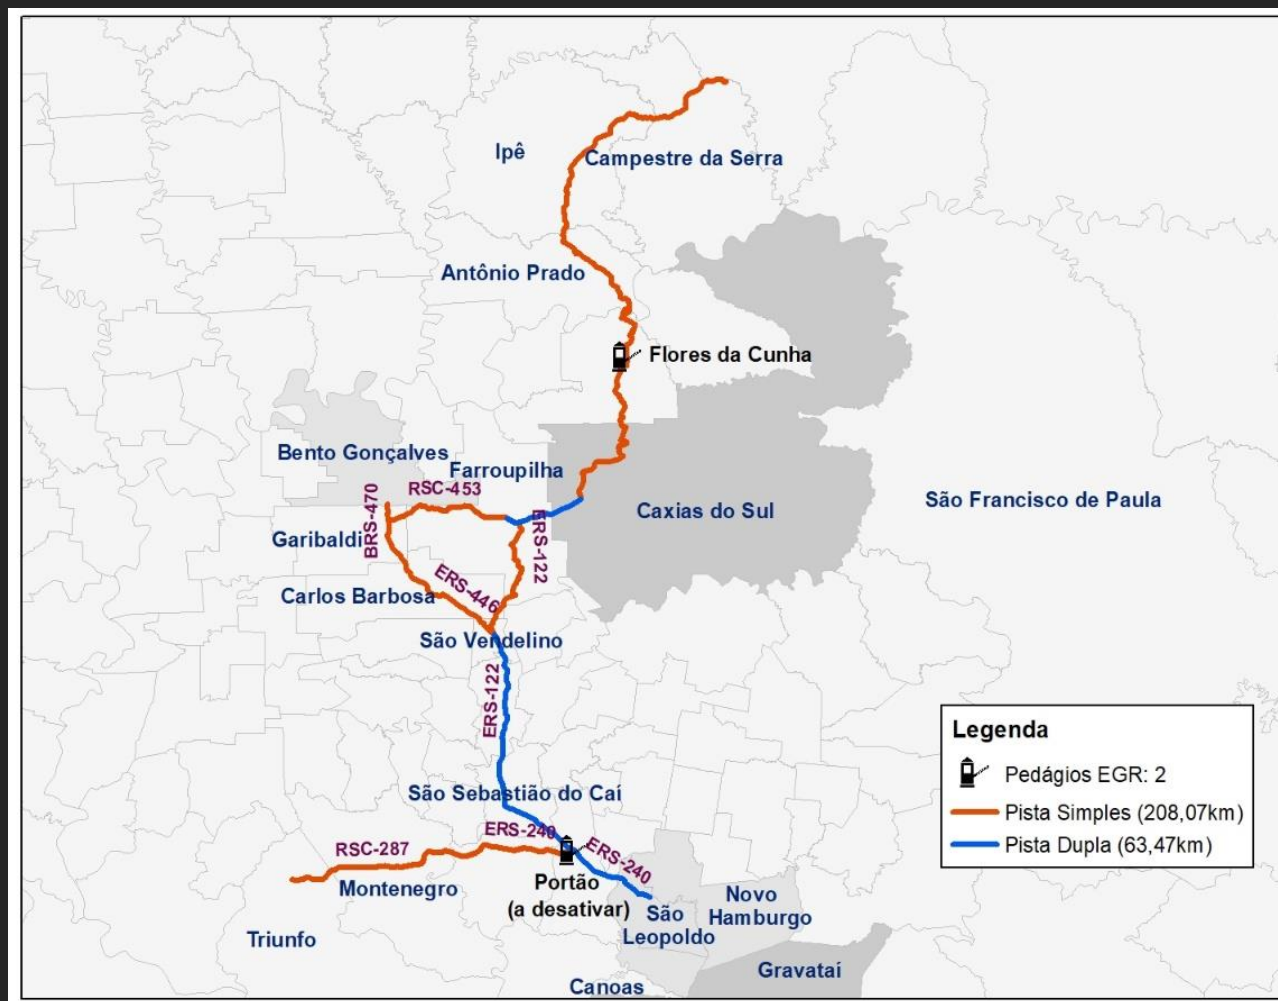 Ipê
Campestre da Serra
Antônio Prado
Flores da Cunha
Bento Gonçalves
Farroupilha
RSC-453
BRS-470
ERS-122
Caxias do Sul
São Francisco de Paula
Garibaldi
ERS-446
Carlos Barbosa
São Vendelino
ERS-122
Legenda
Pedágios EGR: 2
Pista Simples (208,07km)
Pista Dupla (63,47km)
São Sebastião do Caí
ERS-240
RSC-287
ERS-240
Montenegro
Portão
(a desativar)
Novo
Hamburgo
São
Leopoldo
Triunfo
Gravataí
Canoas